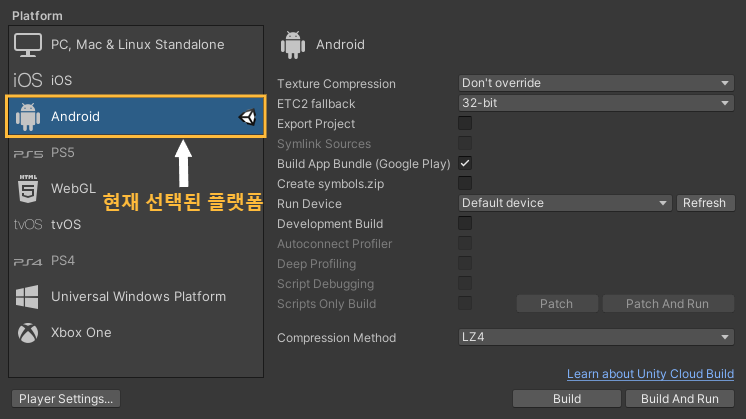 Platform
PC, Mac & Linux Standalone
iOS iOS
Android
PS5 PS5
HTML WebGL
현재 선택된 플랫폼
tvOS tvOS
PS4 PS4
Universal Windows Platform
Xbox One
Player Settings...
Android
Texture Compression Don't override
ETC2 fallback 32-bit
Export Project
Symlink Sources
Build App Bundle (Google Play)
Create symbols.zip
Run Device Default device Refresh
Development Build
Autoconnect Profiler
Deep Profiling
Script Debugging
Scripts Only Build Patch Patch And Run
Compression Method LZ4
Learn about Unity Cloud Build
Build Build And Run